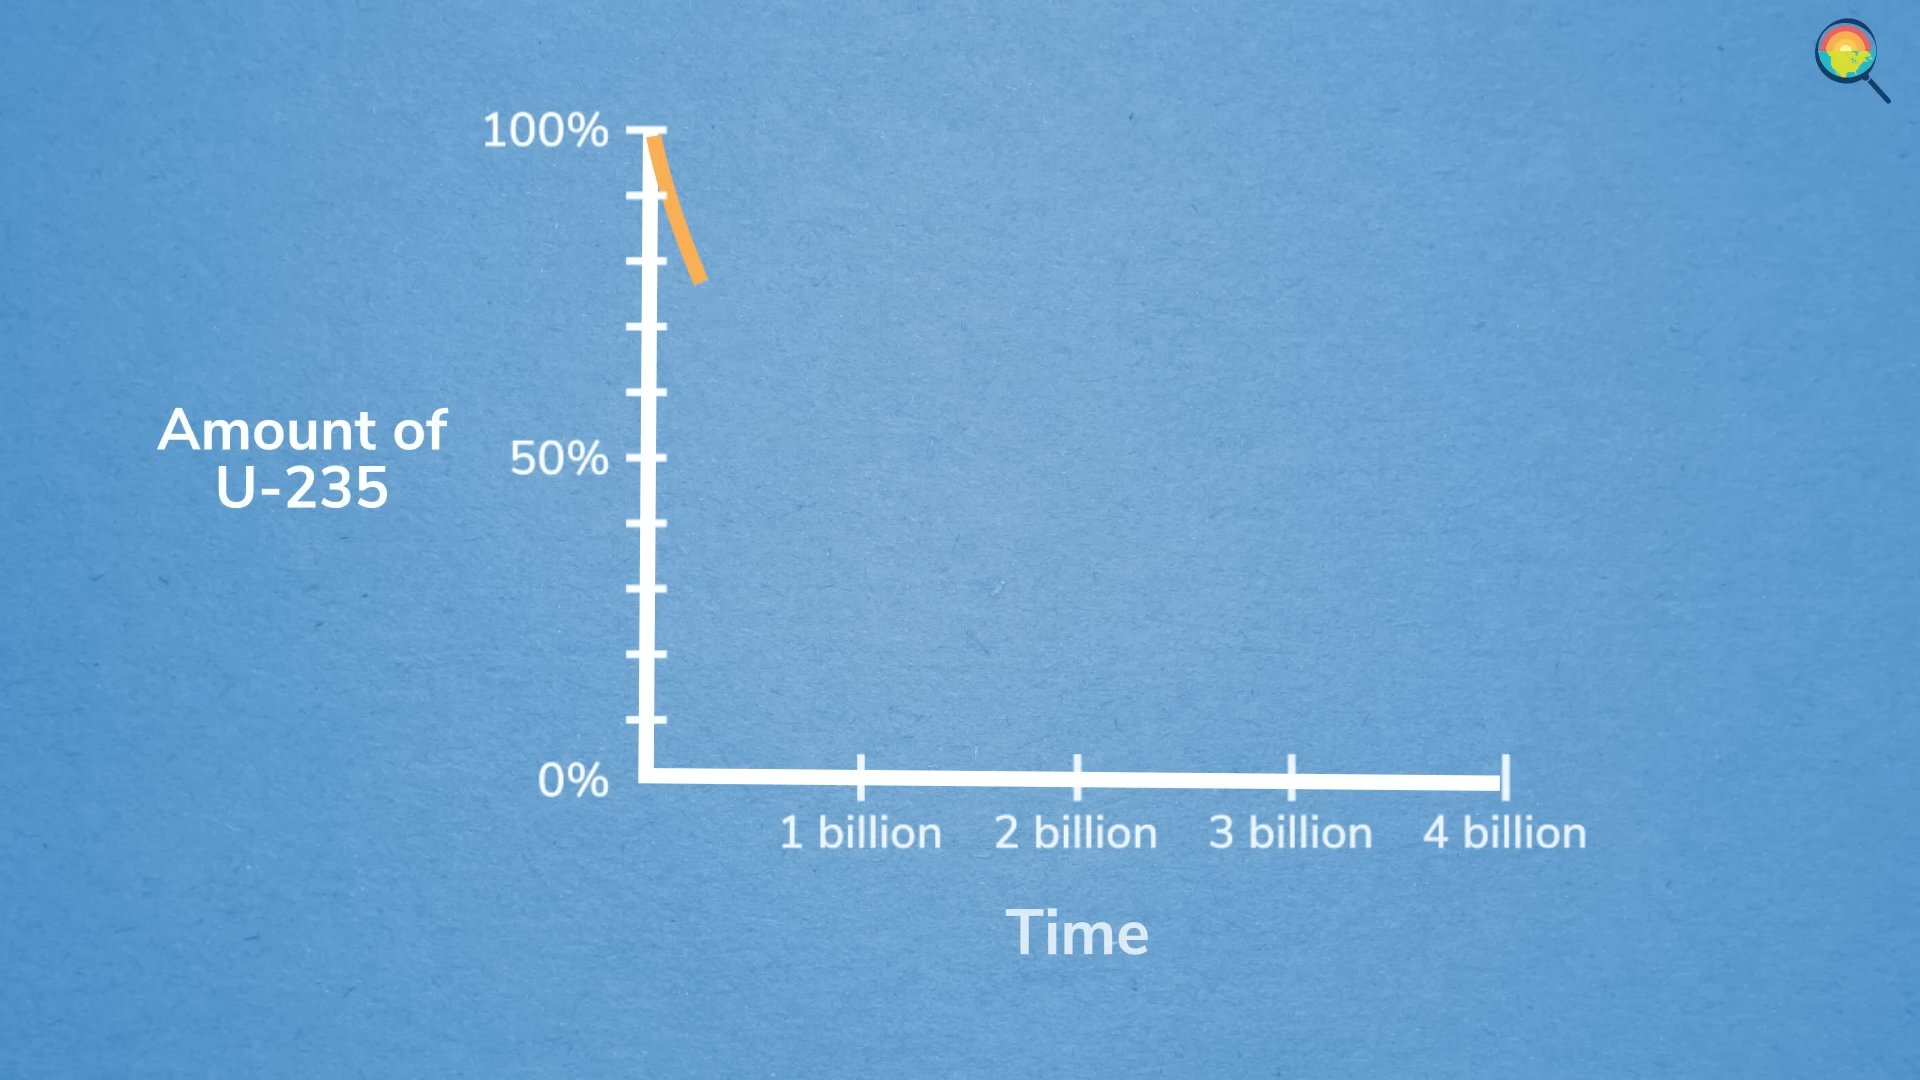 100%
Amount of
U-235
50%
0%
1 billion
2 billion
3 billion
4 billion
Time